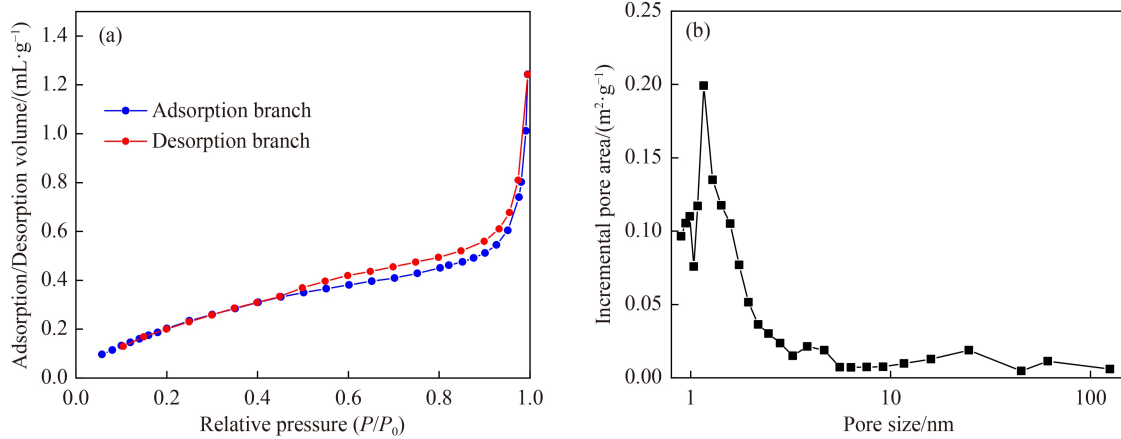 (a)
Adsorption/Desorption volume/(mL·g⁻¹)
1.4
1.2
1.0
0.8
0.6
0.4
0.2
0
Adsorption branch
Desorption branch
0.0 0.2 0.4 0.6 0.8 1.0
Relative pressure (P/P₀)
(b)
Incremental pore area/(m²·g⁻¹)
0.25
0.20
0.15
0.10
0.05
0.00
1 10 100
Pore size/nm